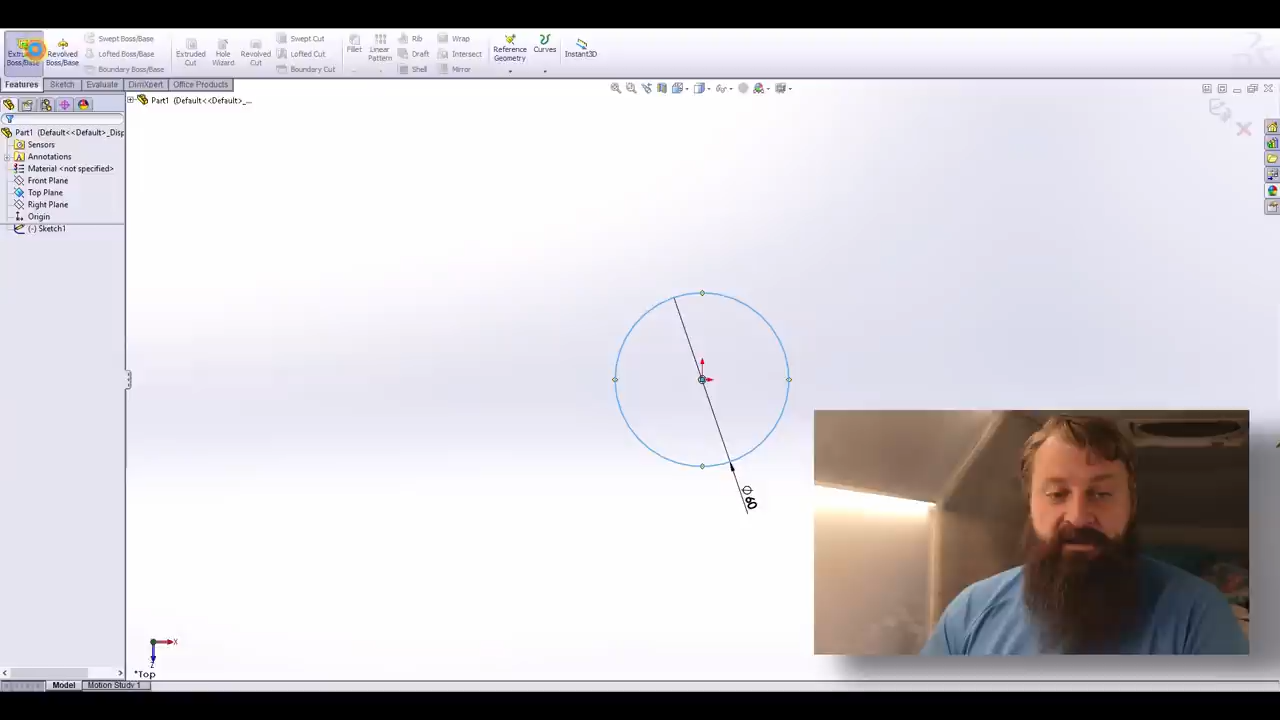 Swept Boss/Base
Lofted Boss/Base
Boundary Boss/Base
Revolved
Boss/Base
Extruded
Cut
Hole
Wizard
Revolved
Cut
Swept Cut
Lofted Cut
Boundary Cut
Fillet
Linear
Pattern
Rib
Draft
Shell
Wrap
Intersect
Mirror
Reference
Geometry
Curves
Instant3D
Features
Sketch
Evaluate
DimXpert
Office Products
Part1 (Default<<Default>_...
Part1 (Default<<Default>_Disp
Sensors
Annotations
Material <not specified>
Front Plane
Top Plane
Right Plane
Origin
(-) Sketch1
∅60
X
Z
*Top
Model
Motion Study 1